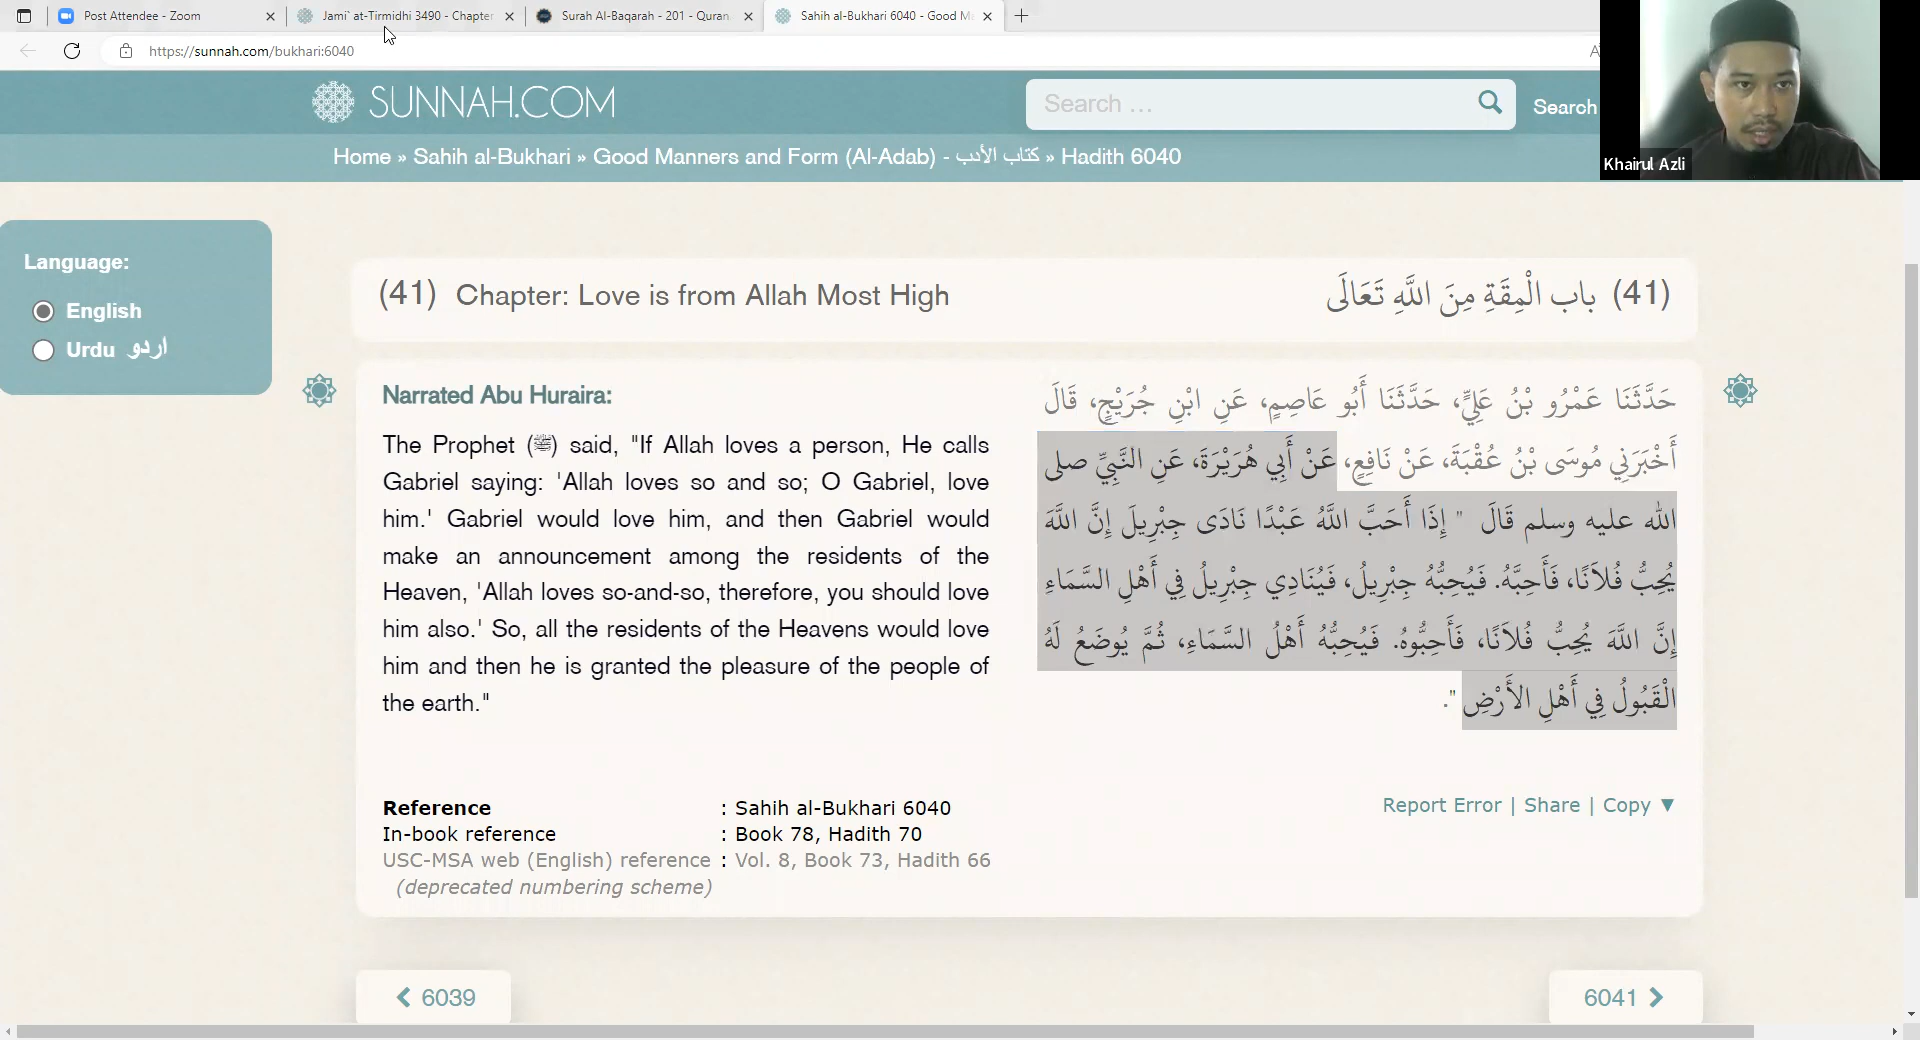 Post Attendee - Zoom
Jami` at-Tirmidhi 3490 - Chapter
Surah Al-Baqarah - 201 - Quran
Sahih al-Bukhari 6040 - Good M
https://sunnah.com/bukhari:6040
SUNNAH.COM
Search …
Search
Home » Sahih al-Bukhari » Good Manners and Form (Al-Adab) - كتاب الأدب » Hadith 6040
Khairul Azli
Language:
English
Urdu اردو
(41) Chapter: Love is from Allah Most High
(41) باب الْمِقَةِ مِنَ اللَّهِ تَعَالَى
Narrated Abu Huraira:
The Prophet (ﷺ) said, "If Allah loves a person, He calls
Gabriel saying: 'Allah loves so and so; O Gabriel, love
him.' Gabriel would love him, and then Gabriel would
make an announcement among the residents of the
Heaven, 'Allah loves so-and-so, therefore, you should love
him also.' So, all the residents of the Heavens would love
him and then he is granted the pleasure of the people of
the earth."
حَدَّثَنَا عَمْرُو بْنُ عَلِيٍّ، حَدَّثَنَا أَبُو عَاصِمٍ، عَنِ ابْنِ جُرَيْجٍ، قَالَ
أَخْبَرَنِي مُوسَى بْنُ عُقْبَةَ، عَنْ نَافِعٍ، عَنْ أَبِي هُرَيْرَةَ، عَنِ النَّبِيِّ صلى
الله عليه وسلم قَالَ ‏"‏ إِذَا أَحَبَّ اللَّهُ عَبْدًا نَادَى جِبْرِيلَ إِنَّ اللَّهَ
يُحِبُّ فُلاَنًا، فَأَحِبَّهُ‏.‏ فَيُحِبُّهُ جِبْرِيلُ، فَيُنَادِي جِبْرِيلُ فِي أَهْلِ السَّمَاءِ
إِنَّ اللَّهَ يُحِبُّ فُلاَنًا، فَأَحِبُّوهُ‏.‏ فَيُحِبُّهُ أَهْلُ السَّمَاءِ، ثُمَّ يُوضَعُ لَهُ
الْقَبُولُ فِي أَهْلِ الأَرْضِ ‏"‏‏.‏
Reference : Sahih al-Bukhari 6040
In-book reference : Book 78, Hadith 70
USC-MSA web (English) reference : Vol. 8, Book 73, Hadith 66
(deprecated numbering scheme)
Report Error | Share | Copy ▼
6039
6041